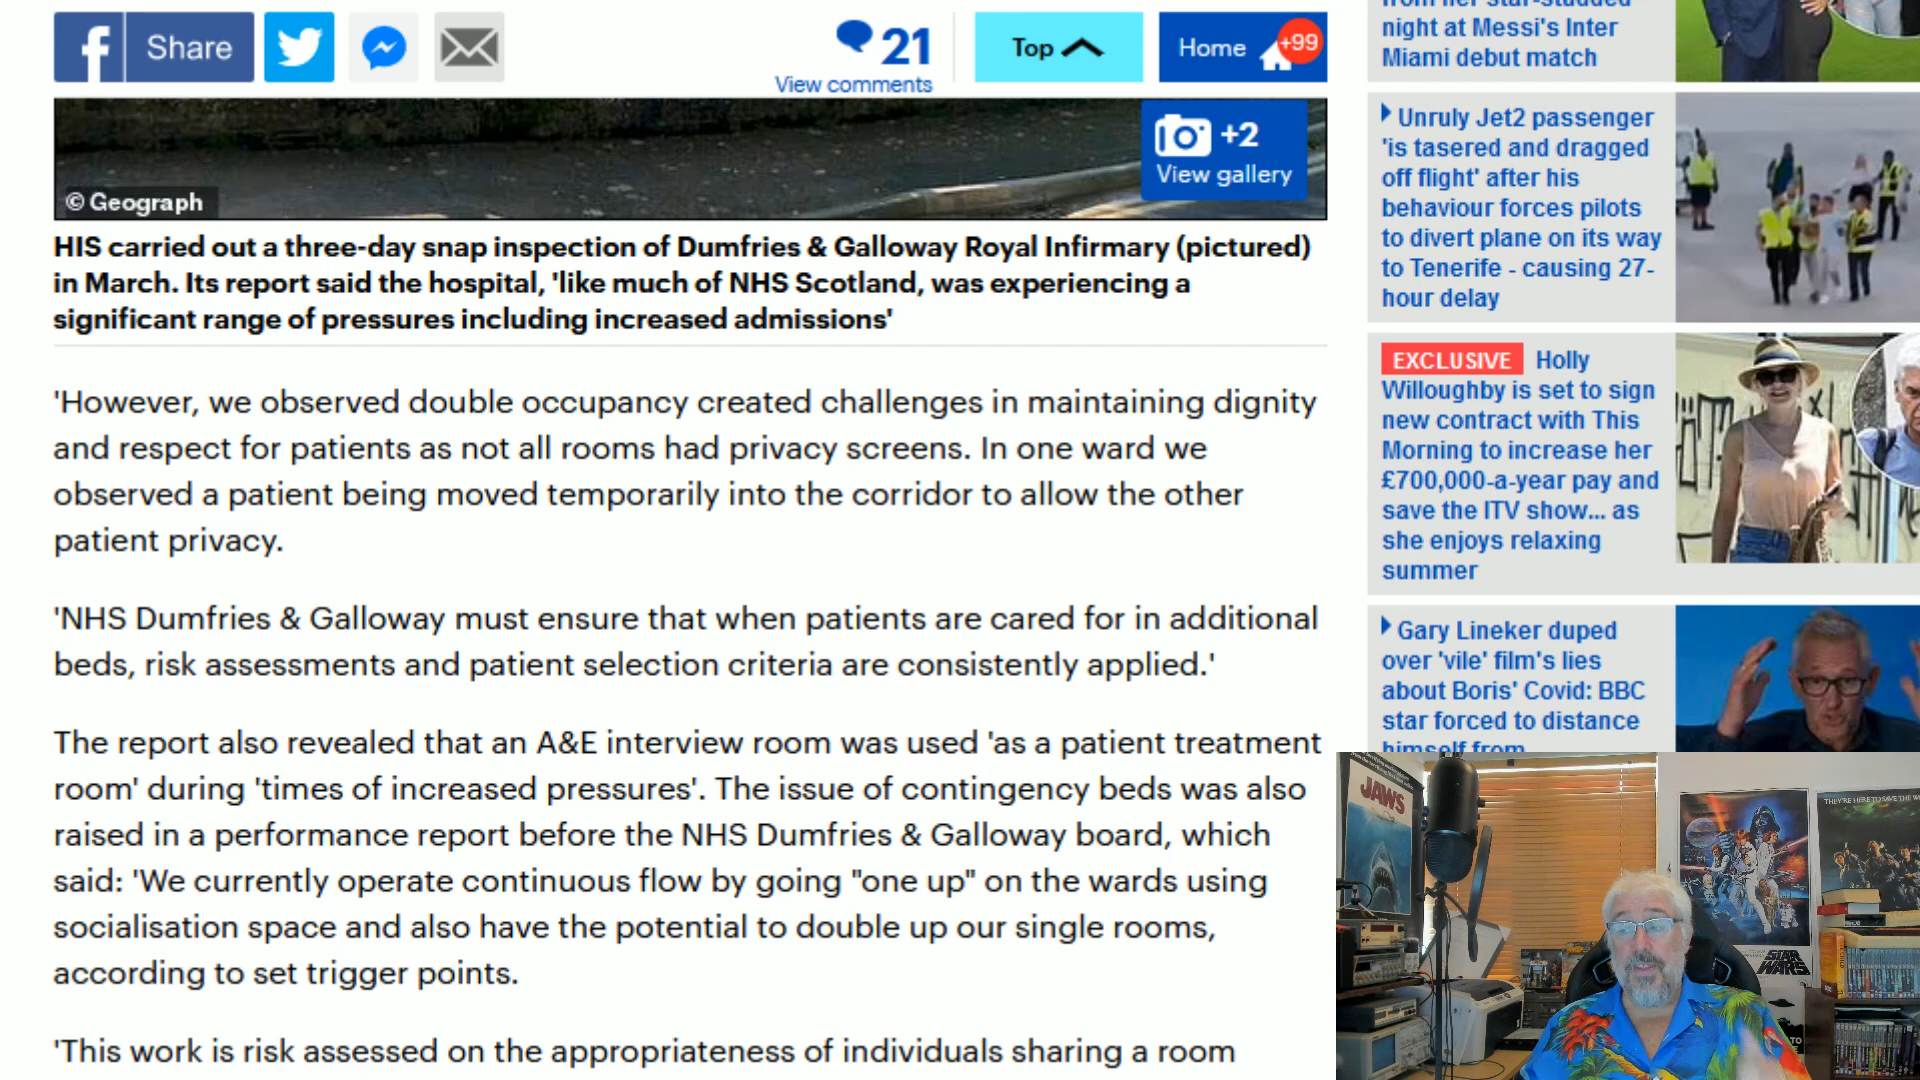 Share
21
View comments
Top
Home
+99
+2
View gallery
© Geograph
HIS carried out a three-day snap inspection of Dumfries & Galloway Royal Infirmary (pictured)
in March. Its report said the hospital, 'like much of NHS Scotland, was experiencing a
significant range of pressures including increased admissions'
'However, we observed double occupancy created challenges in maintaining dignity
and respect for patients as not all rooms had privacy screens. In one ward we
observed a patient being moved temporarily into the corridor to allow the other
patient privacy.
'NHS Dumfries & Galloway must ensure that when patients are cared for in additional
beds, risk assessments and patient selection criteria are consistently applied.'
The report also revealed that an A&E interview room was used 'as a patient treatment
room' during 'times of increased pressures'. The issue of contingency beds was also
raised in a performance report before the NHS Dumfries & Galloway board, which
said: 'We currently operate continuous flow by going "one up" on the wards using
socialisation space and also have the potential to double up our single rooms,
according to set trigger points.
'This work is risk assessed on the appropriateness of individuals sharing a room
from her star-studded
night at Messi's Inter
Miami debut match
Unruly Jet2 passenger
'is tasered and dragged
off flight' after his
behaviour forces pilots
to divert plane on its way
to Tenerife - causing 27-
hour delay
EXCLUSIVE Holly
Willoughby is set to sign
new contract with This
Morning to increase her
£700,000-a-year pay and
save the ITV show... as
she enjoys relaxing
summer
Gary Lineker duped
over 'vile' film's lies
about Boris' Covid: BBC
star forced to distance
himself from
JAWS
STAR
WARS
THEY'RE HERE TO SAVE THE